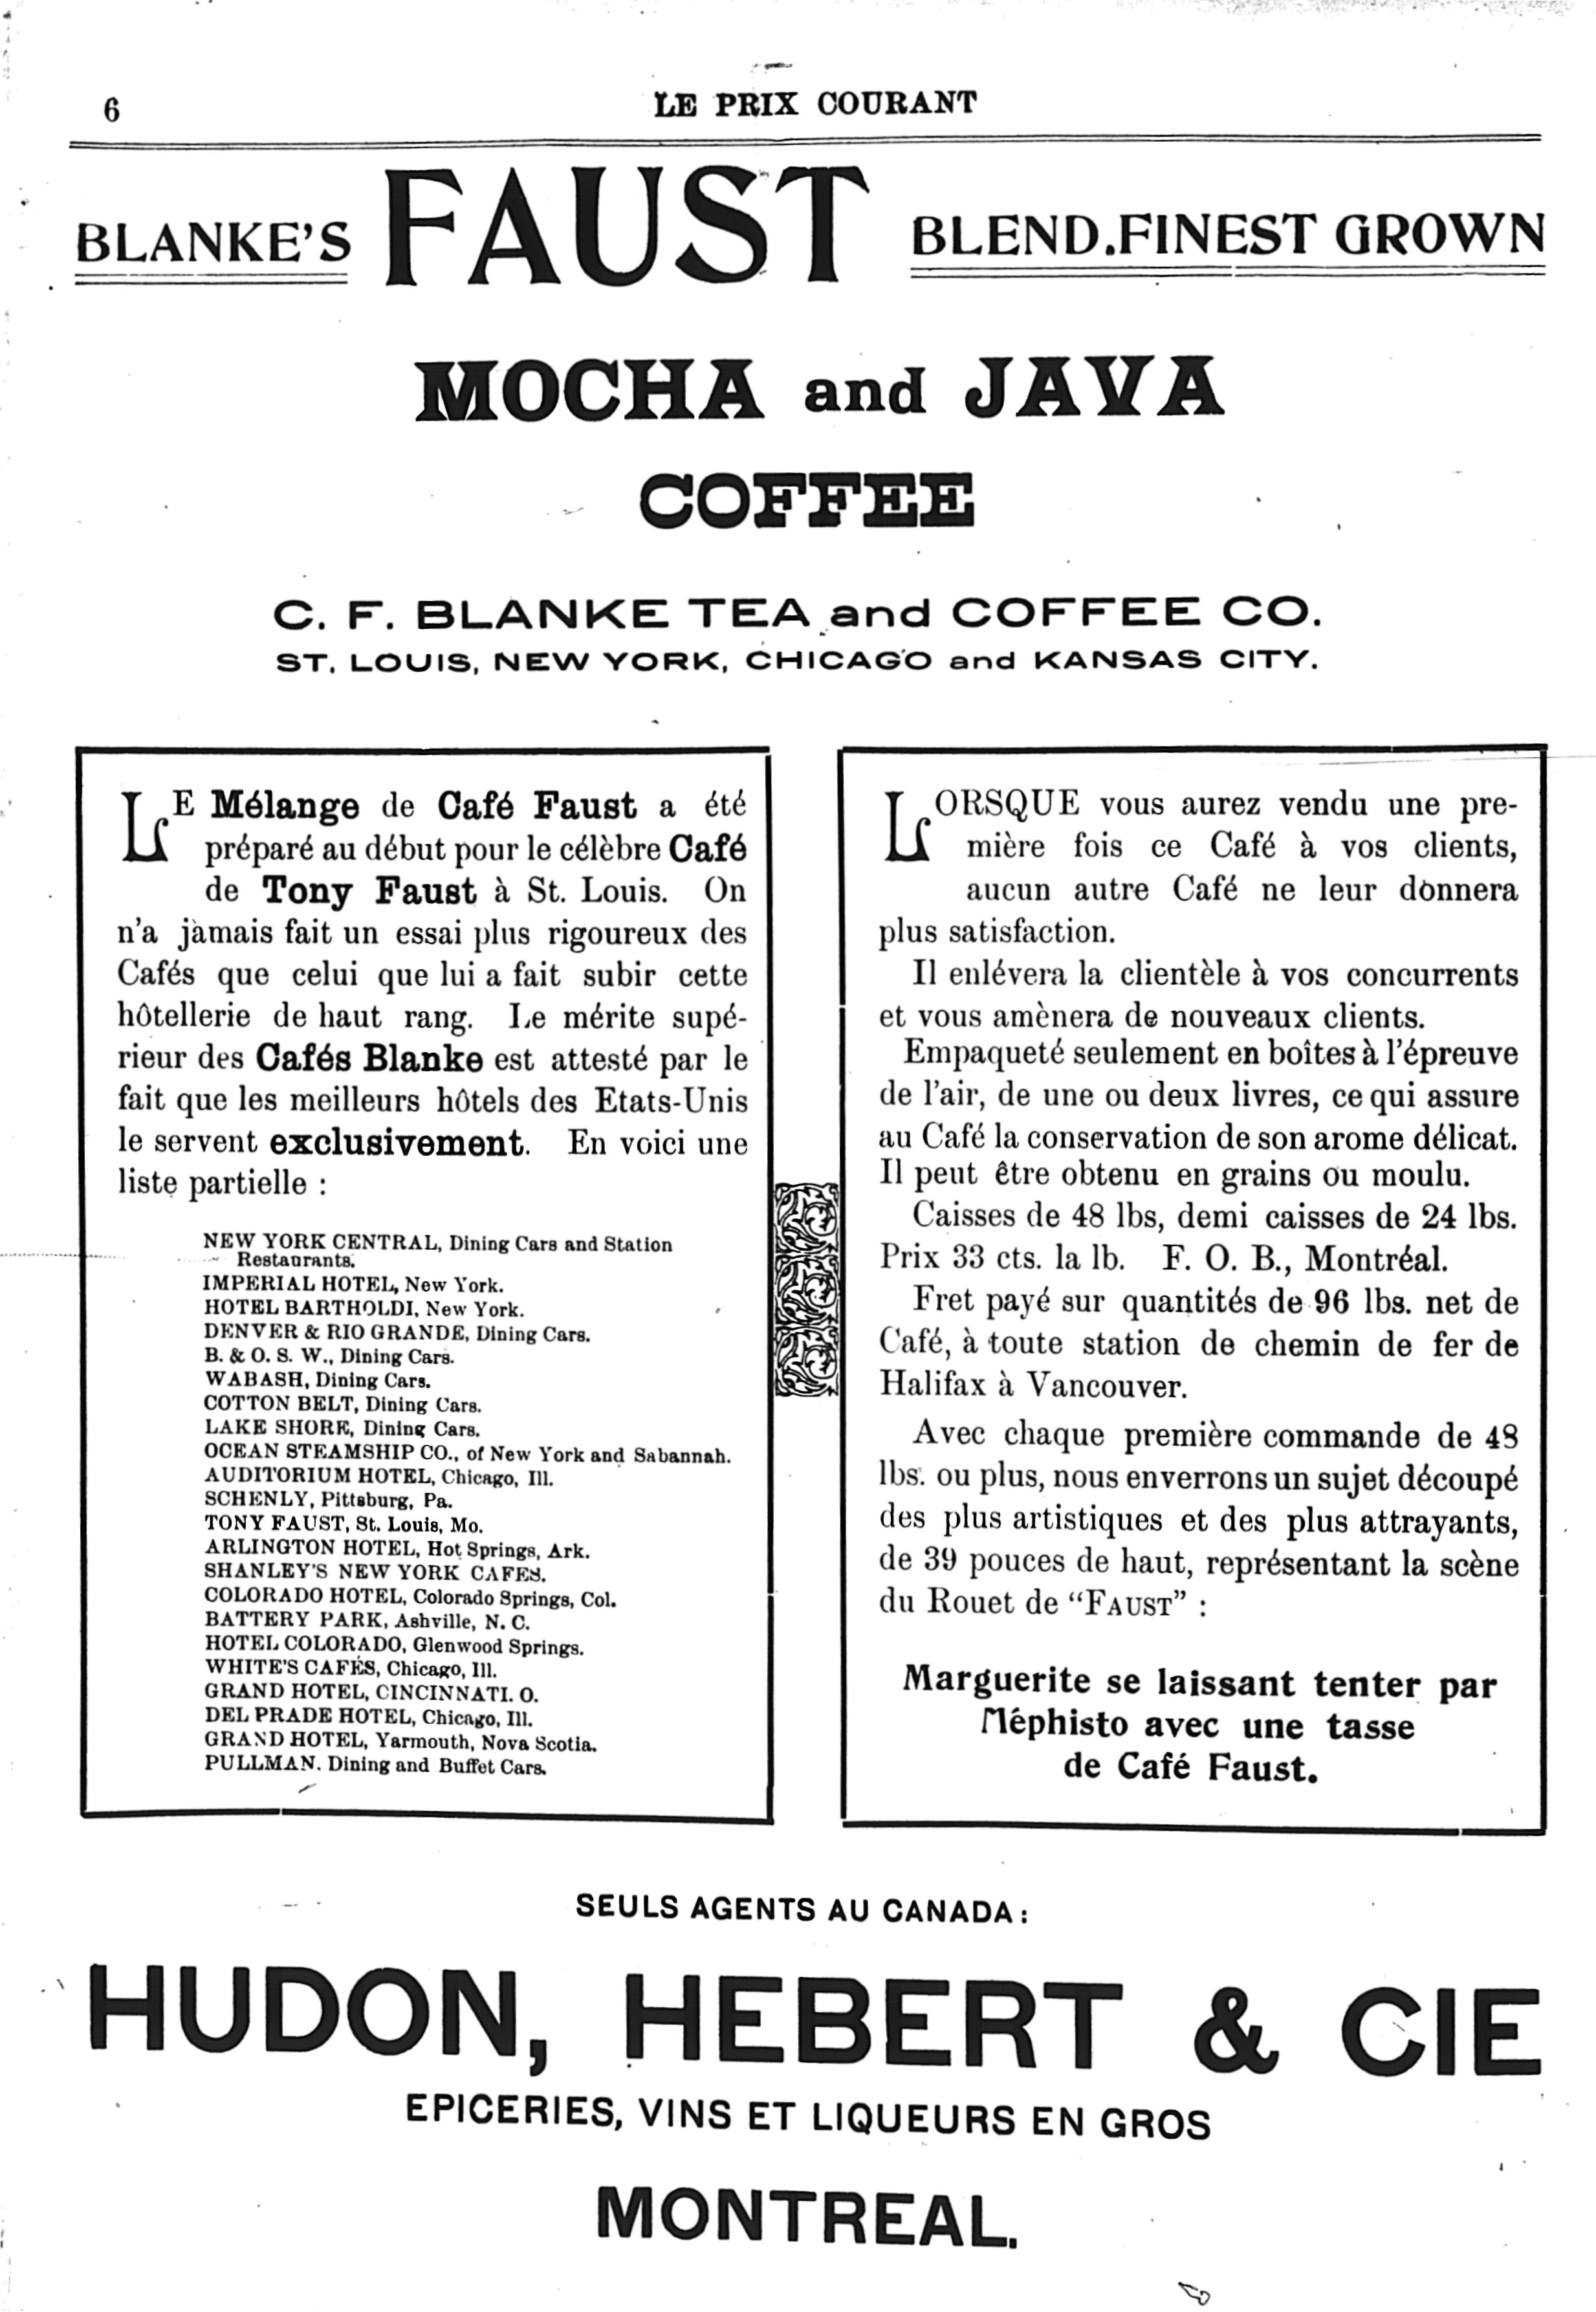 6
LE PRIX COURANT
BLANKE'S FAUST BLEND. FINEST GROWN
MOCHA and JAVA
COFFEE
C. F. BLANKE TEA and COFFEE CO.
ST. LOUIS, NEW YORK, CHICAGO and KANSAS CITY.
LE Mélange de Café Faust a été
préparé au début pour le célèbre Café
de Tony Faust à St. Louis. On
n'a jamais fait un essai plus rigoureux des
Cafés que celui que lui a fait subir cette
hôtellerie de haut rang. Le mérite supé-
rieur des Cafés Blanke est attesté par le
fait que les meilleurs hôtels des Etats-Unis
le servent exclusivement. En voici une
liste partielle :
NEW YORK CENTRAL, Dining Cars and Station
Restaurants.
IMPERIAL HOTEL, New York.
HOTEL BARTHOLDI, New York.
DENVER & RIO GRANDE, Dining Cars.
B. & O. S. W., Dining Cars.
WABASH, Dining Cars.
COTTON BELT, Dining Cars.
LAKE SHORE, Dining Cars.
OCEAN STEAMSHIP CO., of New York and Sabannah.
AUDITORIUM HOTEL, Chicago, Ill.
SCHENLY, Pittsburg, Pa.
TONY FAUST, St. Louis, Mo.
ARLINGTON HOTEL, Hot Springs, Ark.
SHANLEY'S NEW YORK CAFES.
COLORADO HOTEL, Colorado Springs, Col.
BATTERY PARK, Ashville, N. C.
HOTEL COLORADO, Glenwood Springs.
WHITE'S CAFÉS, Chicago, Ill.
GRAND HOTEL, CINCINNATI. O.
DEL PRADE HOTEL, Chicago, Ill.
GRAND HOTEL, Yarmouth, Nova Scotia.
PULLMAN. Dining and Buffet Cars.
LORSQUE vous aurez vendu une pre-
mière fois ce Café à vos clients,
aucun autre Café ne leur donnera
plus satisfaction.
Il enlévera la clientèle à vos concurrents
et vous amènera de nouveaux clients.
Empaqueté seulement en boîtes à l'épreuve
de l'air, de une ou deux livres, ce qui assure
au Café la conservation de son arome délicat.
Il peut être obtenu en grains ou moulu.
Caisses de 48 lbs, demi caisses de 24 lbs.
Prix 33 cts. la lb. F. O. B., Montréal.
Fret payé sur quantités de 96 lbs. net de
Café, à toute station de chemin de fer de
Halifax à Vancouver.
Avec chaque première commande de 48
lbs. ou plus, nous enverrons un sujet découpé
des plus artistiques et des plus attrayants,
de 39 pouces de haut, représentant la scène
du Rouet de “FAUST” :
Marguerite se laissant tenter par
Méphisto avec une tasse
de Café Faust.
SEULS AGENTS AU CANADA:
HUDON, HEBERT & CIE
EPICERIES, VINS ET LIQUEURS EN GROS
MONTREAL.